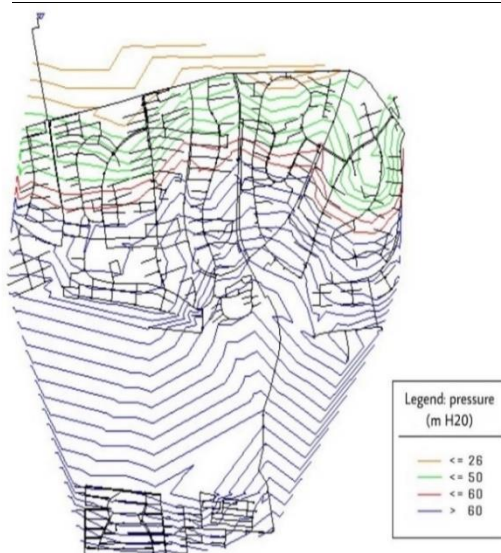 Legend: pressure
(m H20)
<= 26
<= 50
<= 60
> 60